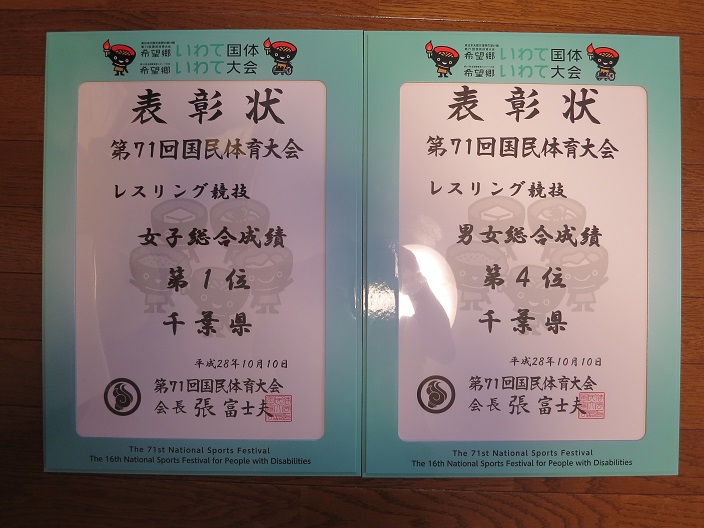 希望郷 いわて国体
希望郷 いわて大会
表彰状
第71回国民体育大会
レスリング競技
女子総合成績
第1位
千葉県
平成28年10月10日
第71回国民体育大会
会長 張 富士夫
The 71st National Sports Festival
The 16th National Sports Festival for People with Disabilities
希望郷 いわて国体
希望郷 いわて大会
表彰状
第71回国民体育大会
レスリング競技
男女総合成績
第4位
千葉県
平成28年10月10日
第71回国民体育大会
会長 張 富士夫
The 71st National Sports Festival
The 16th National Sports Festival for People with Disabilities